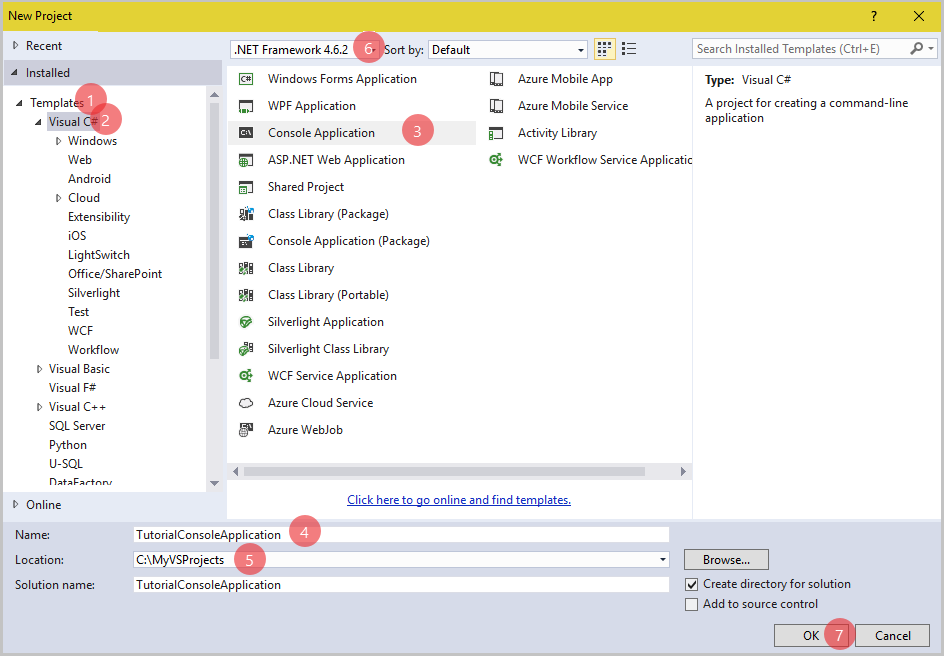 New Project
?
Recent
.NET Framework 4.6.2
6
Sort by:
Default
Search Installed Templates (Ctrl+E)
Installed
Templates
1
Visual C#
2
Windows
Web
Android
Cloud
Extensibility
iOS
LightSwitch
Office/SharePoint
Silverlight
Test
WCF
Workflow
Visual Basic
Visual F#
Visual C++
SQL Server
Python
U-SQL
DataFactory
Online
C# Windows Forms Application
WPF Application
C:\ Console Application
3
ASP.NET Web Application
Shared Project
Class Library (Package)
Console Application (Package)
Class Library
Class Library (Portable)
Silverlight Application
Silverlight Class Library
WCF Service Application
Azure Cloud Service
Azure WebJob
Azure Mobile App
Azure Mobile Service
Activity Library
WCF Workflow Service Applicatio
Type: Visual C#
A project for creating a command-line
application
Click here to go online and find templates.
Name:
TutorialConsoleApplication
4
Location:
C:\MyVSProjects
5
Browse...
Solution name:
TutorialConsoleApplication
Create directory for solution
Add to source control
OK
7
Cancel